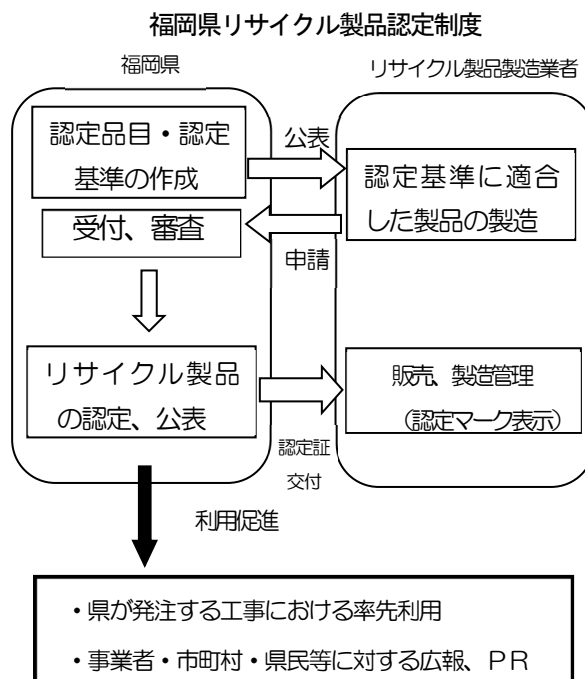 福岡県リサイクル製品認定制度
福岡県
リサイクル製品製造業者
認定品目・認定
基準の作成
公表
認定基準に適合
した製品の製造
受付、審査
申請
リサイクル製品
の認定、公表
販売、製造管理
（認定マーク表示）
認定証
交付
利用促進
・県が発注する工事における率先利用
・事業者・市町村・県民等に対する広報、ＰＲ